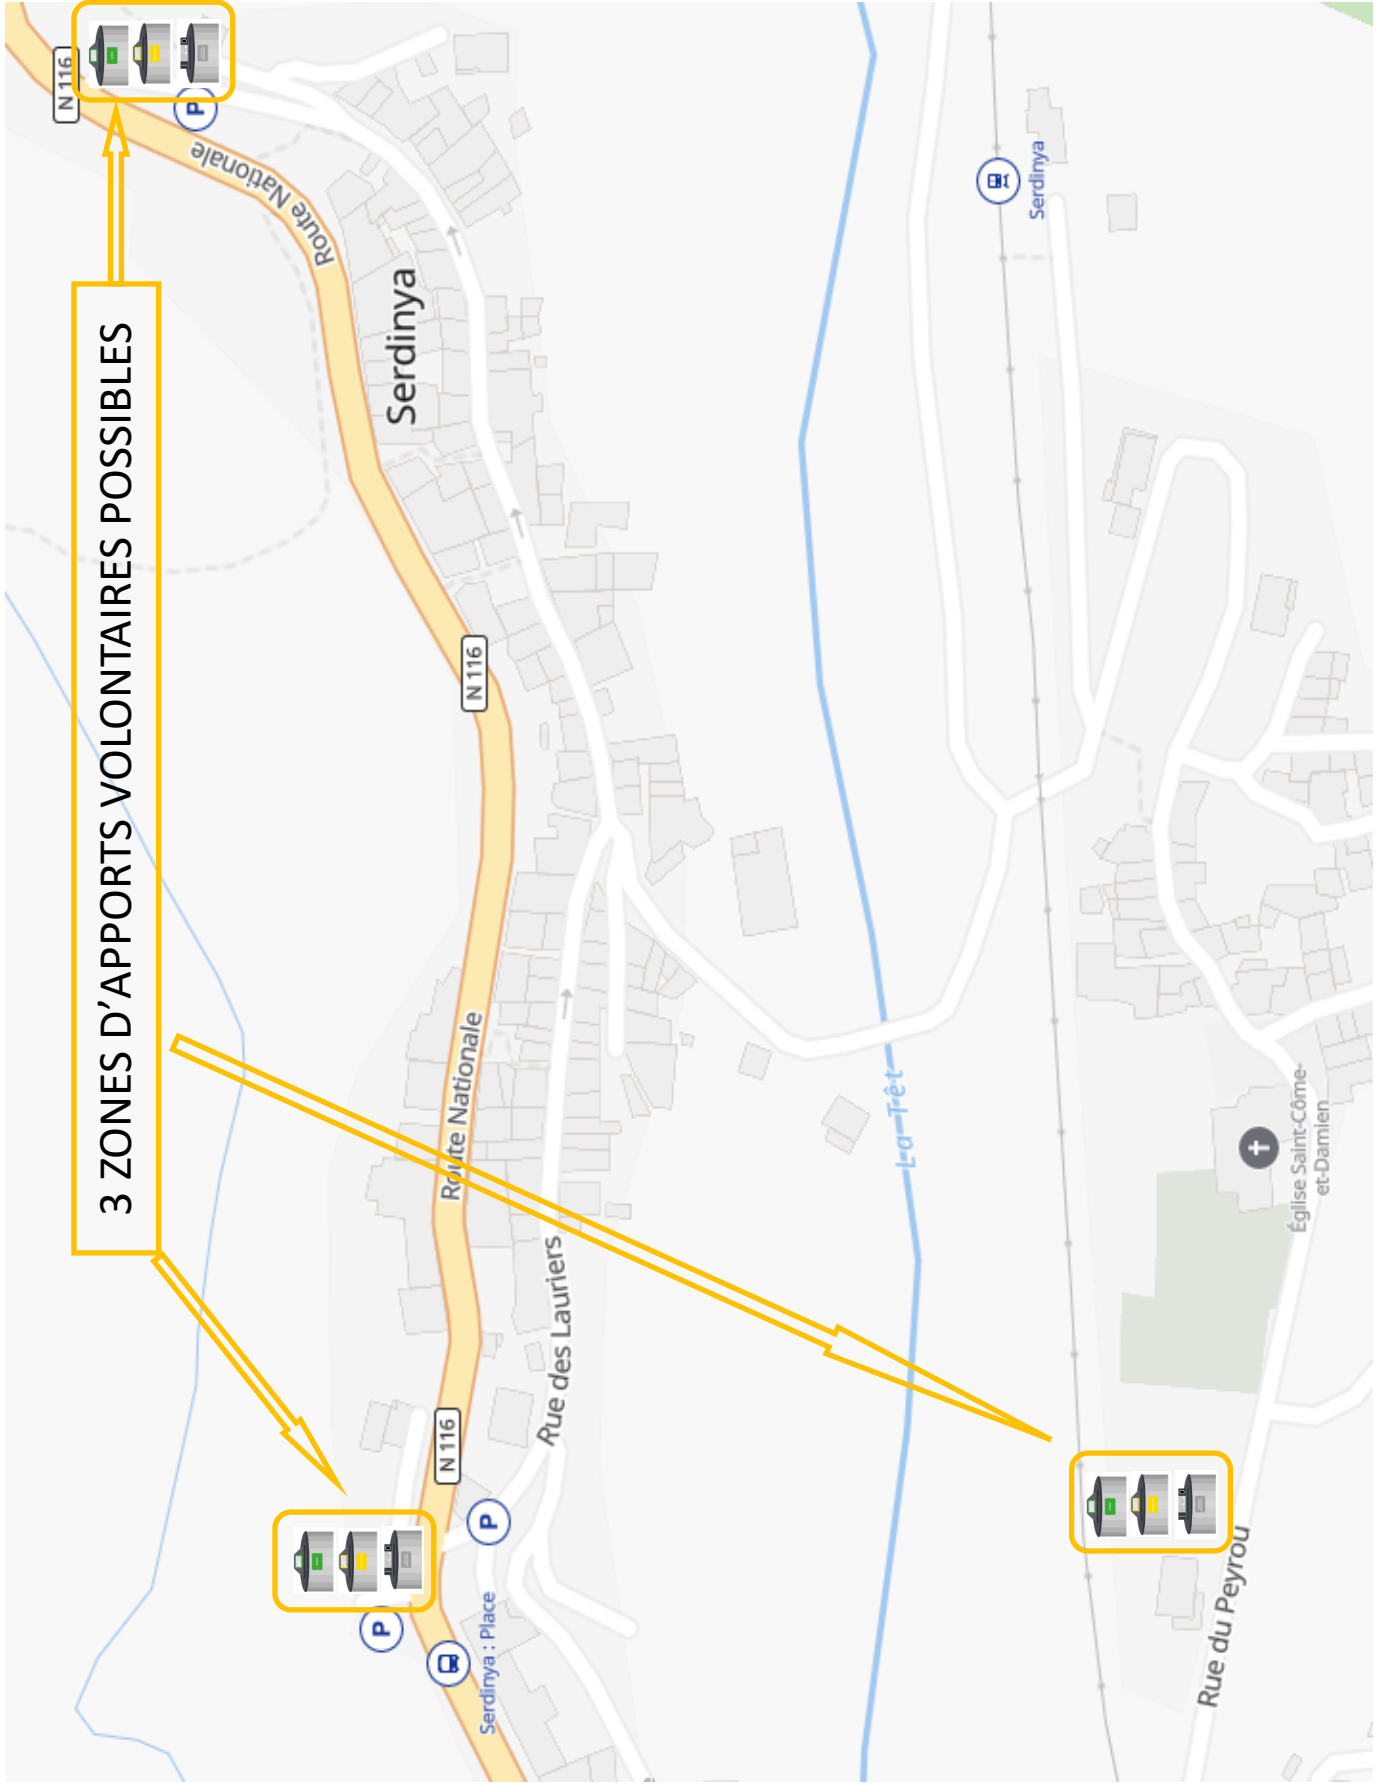 3 ZONES D'APPORTS VOLONTAIRES POSSIBLES
N 116
P
Route Nationale
Serdinya
N 116
Route Nationale
Rue des Lauriers
N 116
P
P
Serdinya : Place
La Têt
Serdinya
Église Saint-Côme-
et-Damien
Rue du Peyrou